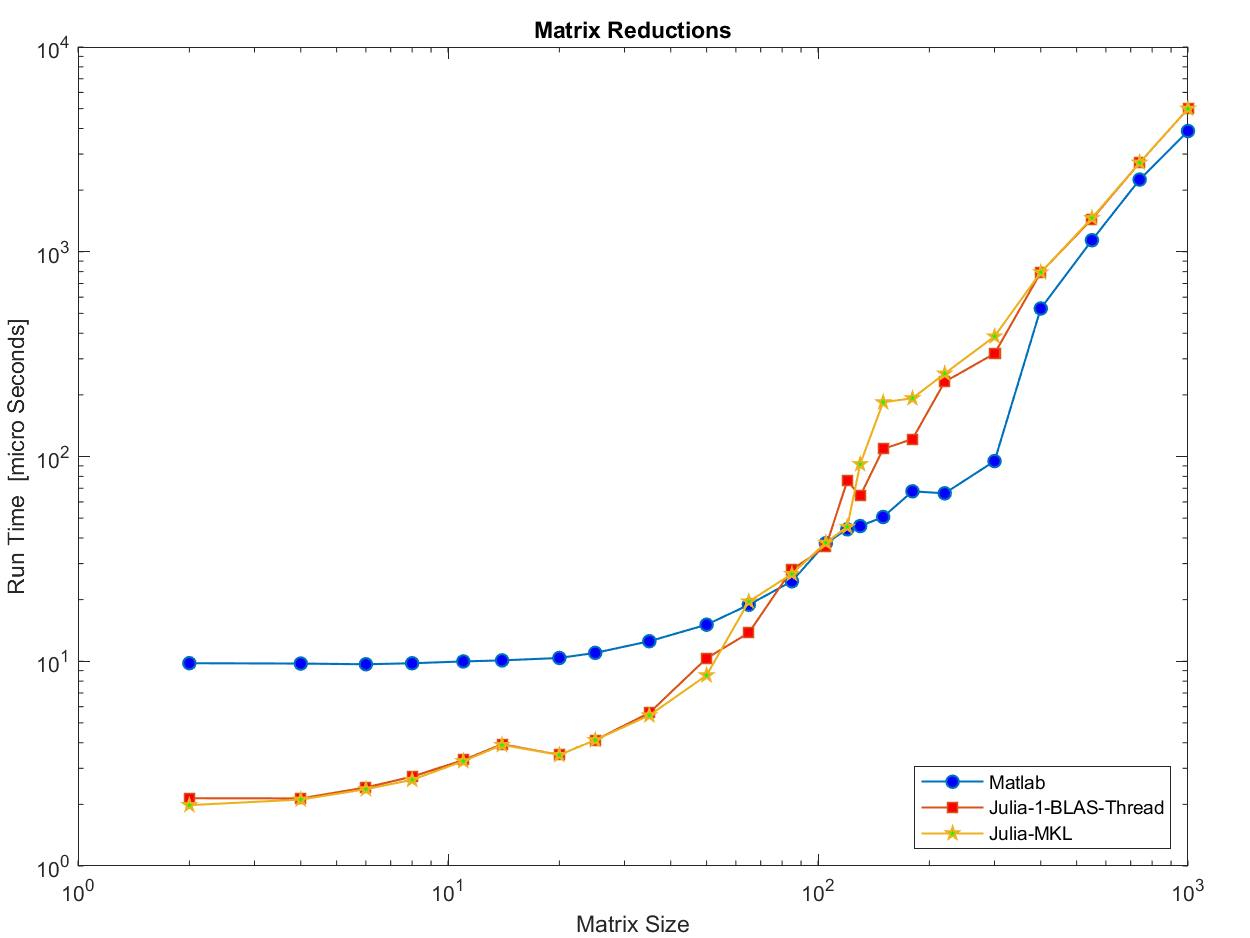 Matrix Reductions
10^4
10^3
10^2
10^1
10^0
Run Time [micro Seconds]
10^0 10^1 10^2 10^3
Matrix Size
Matlab
Julia-1-BLAS-Thread
Julia-MKL